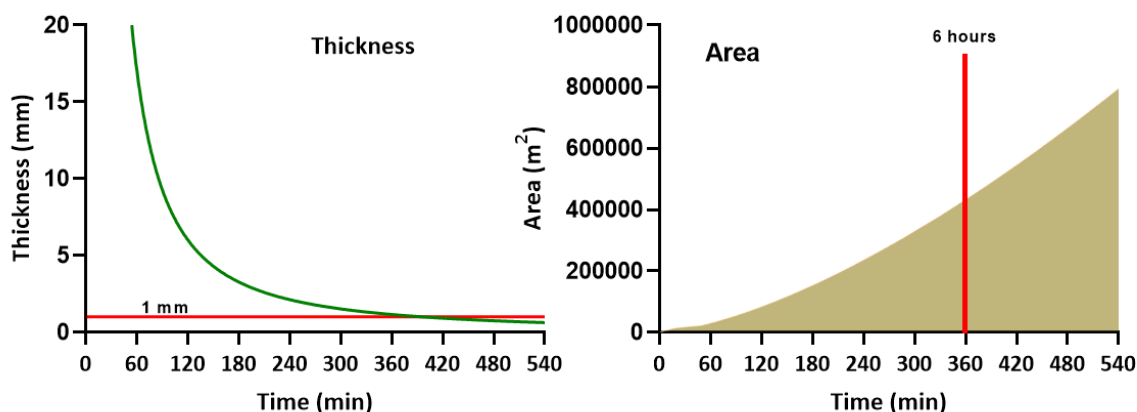 Thickness
Thickness (mm)
20
15
10
5
0
1 mm
0 60 120 180 240 300 360 420 480 540
Time (min)
Area
6 hours
Area (m²)
1000000
800000
600000
400000
200000
0
0 60 120 180 240 300 360 420 480 540
Time (min)